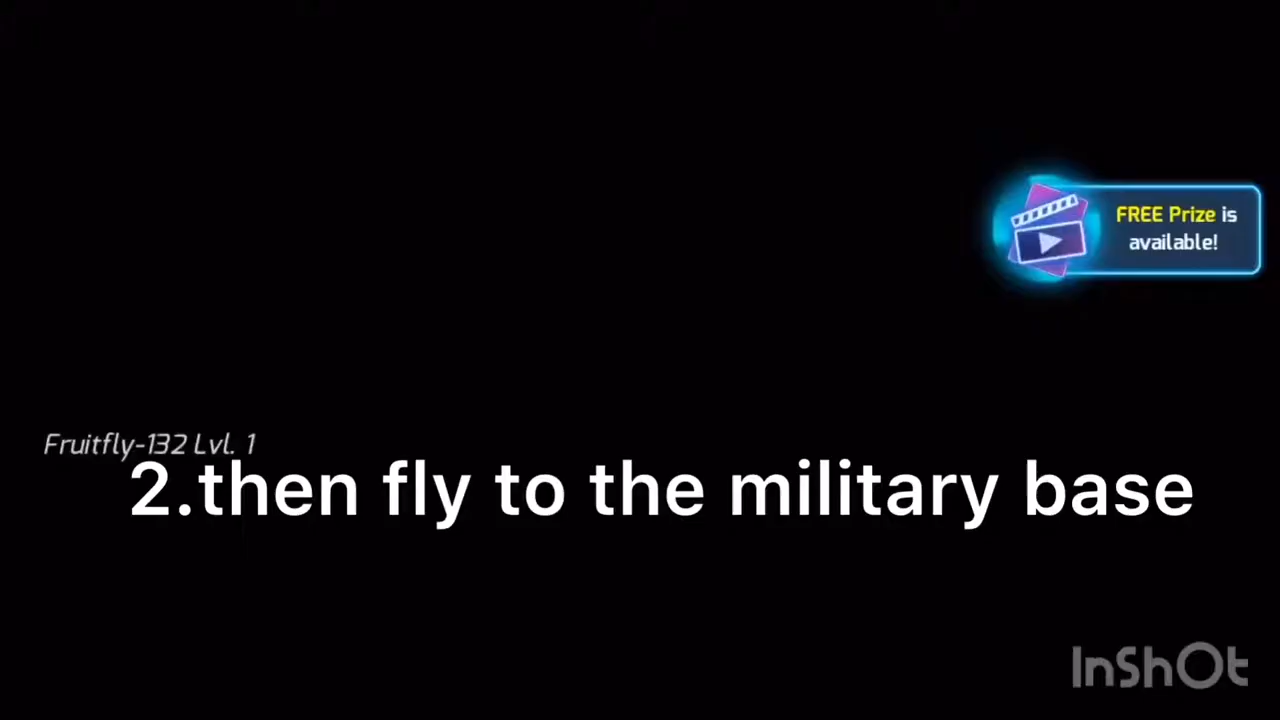 FREE Prize is
available!
Fruitfly-132 Lvl. 1
2.then fly to the military base
InShOt